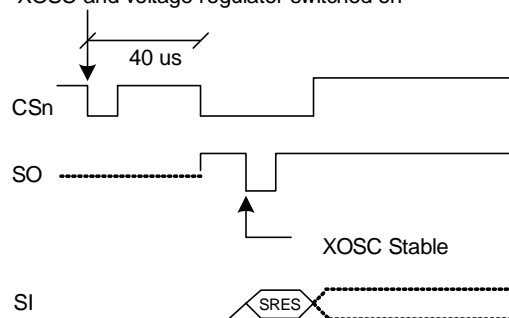 XOSC and voltage regulator switched on
40 us
CSn
SO
XOSC Stable
SI
SRES